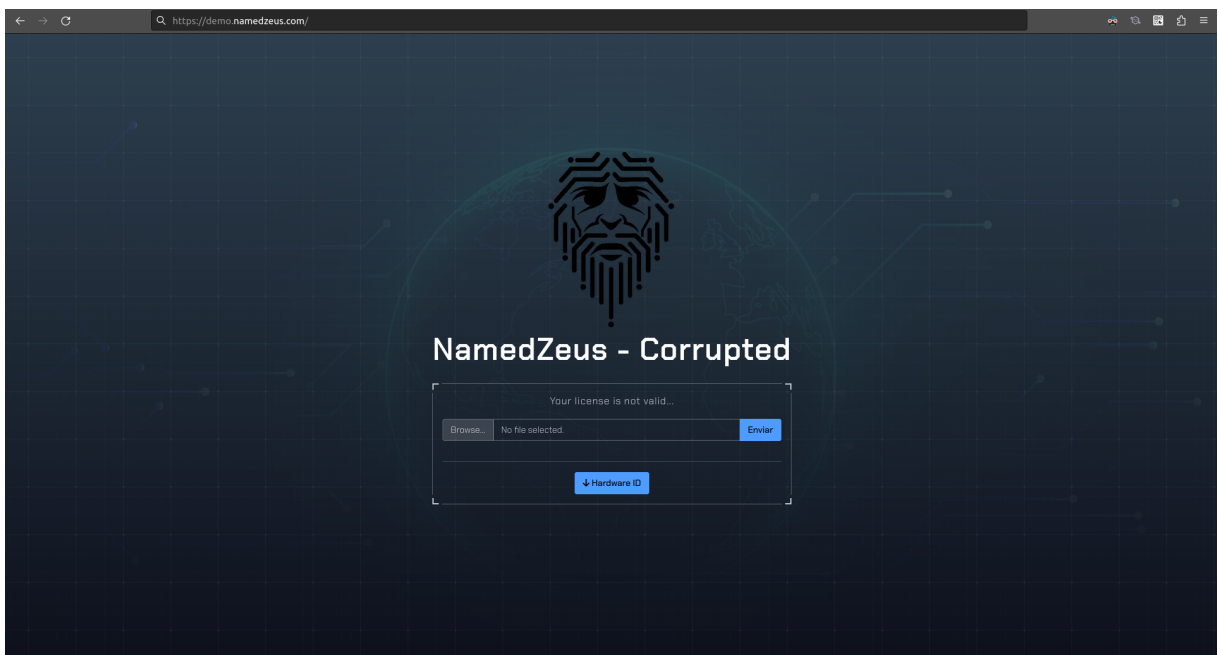 https://demo.namedzeus.com/
NamedZeus - Corrupted
Your license is not valid...
Browse... No file selected. Enviar
Hardware ID